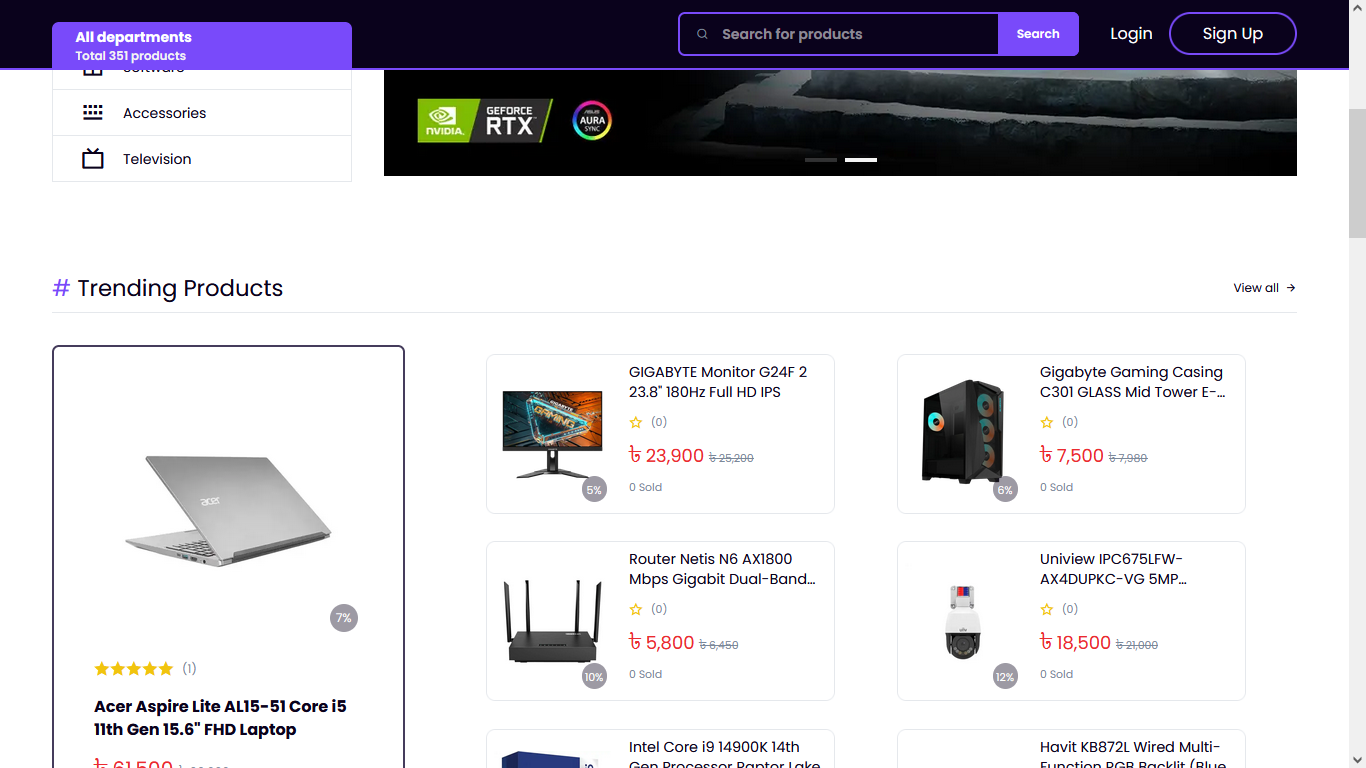 All departments
Total 351 products
Search for products
Search
Login
Sign Up
Software
Accessories
Television
NVIDIA.
GEFORCE
RTX™
ASUS
AURA
SYNC
# Trending Products
View all →
acer
7%
(1)
Acer Aspire Lite AL15-51 Core i5
11th Gen 15.6" FHD Laptop
৳ 61,500
GIGABYTE Monitor G24F 2
23.8" 180Hz Full HD IPS
(0)
৳ 23,900 ৳ 25,200
0 Sold
GAMING
5%
Gigabyte Gaming Casing
C301 GLASS Mid Tower E-...
(0)
৳ 7,500 ৳ 7,980
0 Sold
6%
Router Netis N6 AX1800
Mbps Gigabit Dual-Band...
(0)
৳ 5,800 ৳ 6,450
0 Sold
10%
Uniview IPC675LFW-
AX4DUPKC-VG 5MP...
(0)
৳ 18,500 ৳ 21,000
0 Sold
12%
Intel Core i9 14900K 14th
Gen Processor Raptor Lake
Havit KB872L Wired Multi-
Function RGB Backlit (Blue